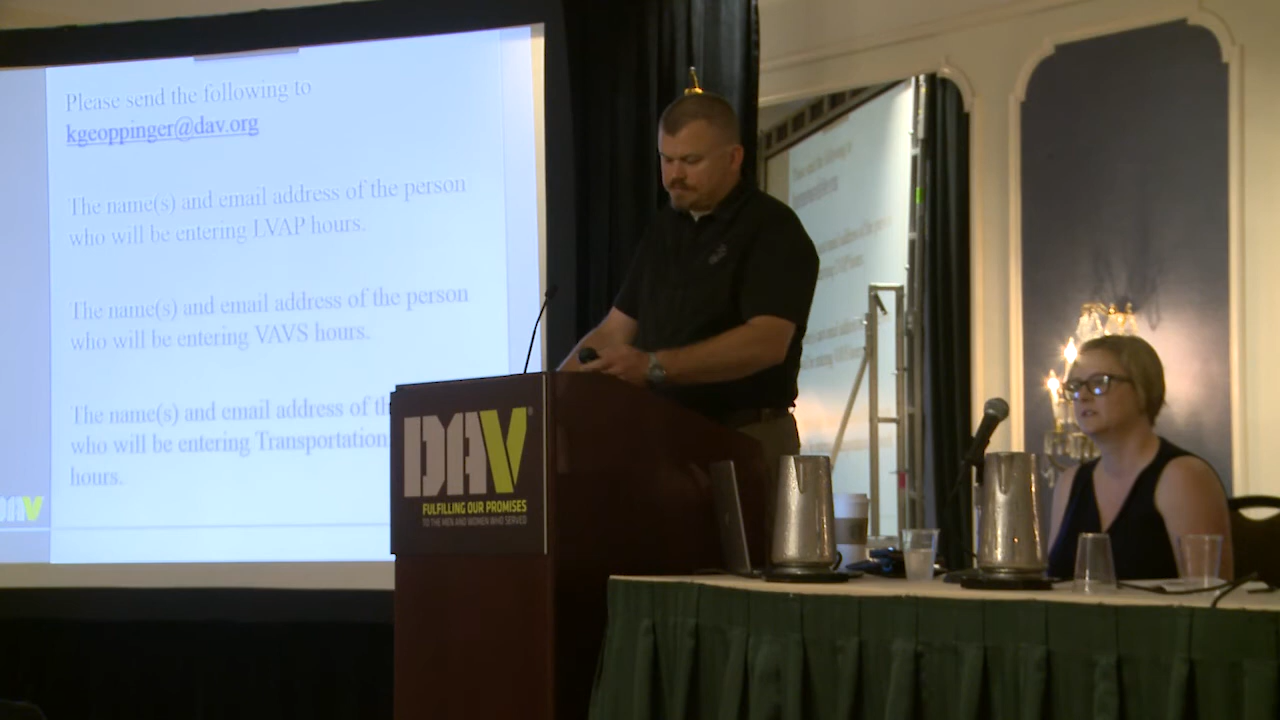 Please send the following to
kgeoppinger@dav.org
The name(s) and email address of the person
who will be entering LVAP hours.
The name(s) and email address of the person
who will be entering VAVS hours.
The name(s) and email address of th
who will be entering Transportation
hours.
DAV
DAV
FULFILLING OUR PROMISES
TO THE MEN AND WOMEN WHO SERVED